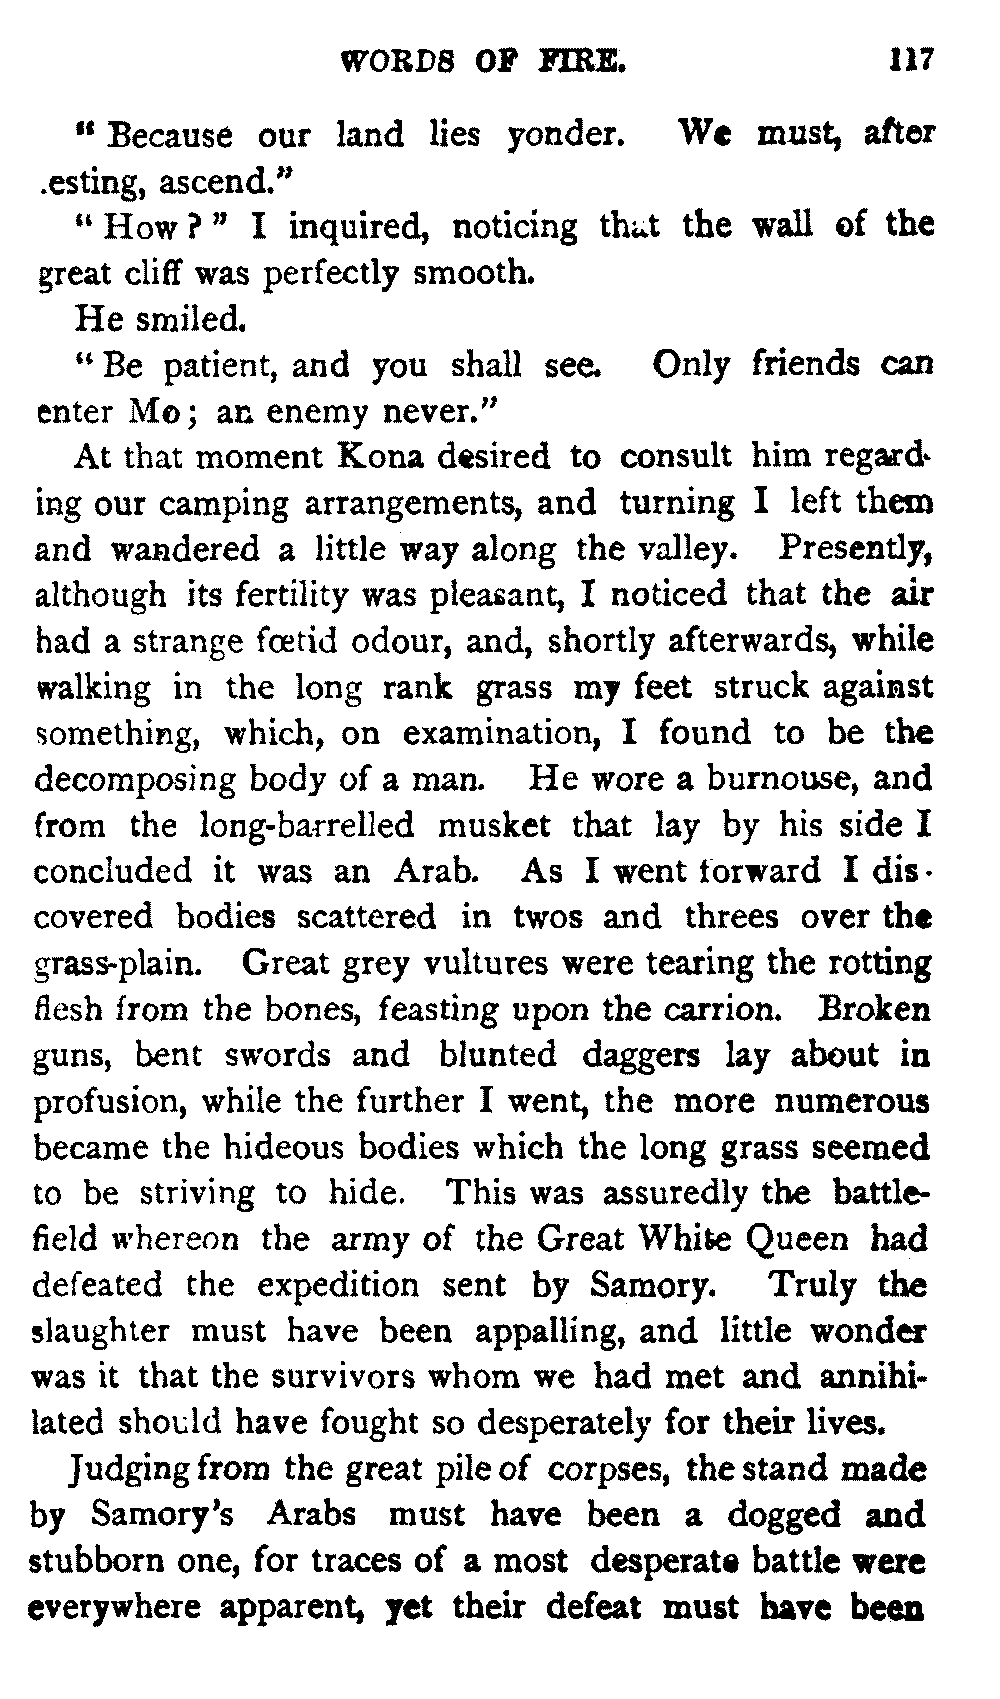 WORDS OF FIRE. 117
" Because our land lies yonder. We must, after
.esting, ascend."
" How ? " I inquired, noticing that the wall of the
great cliff was perfectly smooth.
He smiled.
" Be patient, and you shall see. Only friends can
enter Mo ; an enemy never."
At that moment Kona desired to consult him regard-
ing our camping arrangements, and turning I left them
and wandered a little way along the valley. Presently,
although its fertility was pleasant, I noticed that the air
had a strange fœtid odour, and, shortly afterwards, while
walking in the long rank grass my feet struck against
something, which, on examination, I found to be the
decomposing body of a man. He wore a burnouse, and
from the long-barrelled musket that lay by his side I
concluded it was an Arab. As I went forward I dis-
covered bodies scattered in twos and threes over the
grass-plain. Great grey vultures were tearing the rotting
flesh from the bones, feasting upon the carrion. Broken
guns, bent swords and blunted daggers lay about in
profusion, while the further I went, the more numerous
became the hideous bodies which the long grass seemed
to be striving to hide. This was assuredly the battle-
field whereon the army of the Great White Queen had
defeated the expedition sent by Samory. Truly the
slaughter must have been appalling, and little wonder
was it that the survivors whom we had met and annihi-
lated should have fought so desperately for their lives.
Judging from the great pile of corpses, the stand made
by Samory's Arabs must have been a dogged and
stubborn one, for traces of a most desperate battle were
everywhere apparent, yet their defeat must have been